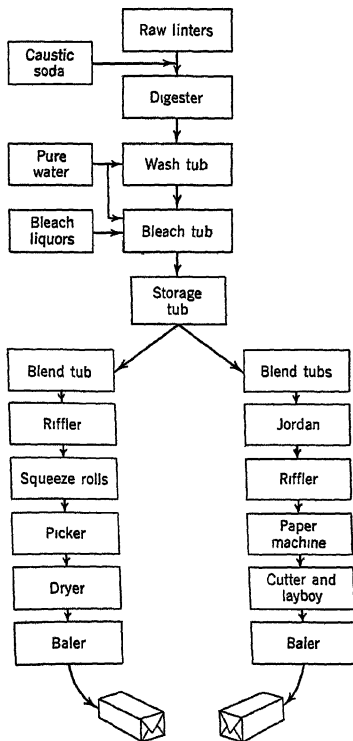 Raw linters
Caustic
soda
Digester
Pure
water
Wash tub
Bleach
liquors
Bleach tub
Storage
tub
Blend tub
Riffler
Squeeze rolls
Picker
Dryer
Baler
Blend tubs
Jordan
Riffler
Paper
machine
Cutter and
layboy
Baler